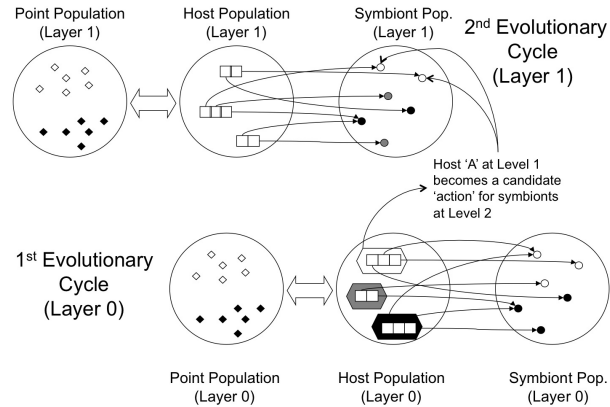 Point Population
(Layer 1)
Host Population
(Layer 1)
Symbiont Pop.
(Layer 1)
2nd Evolutionary
Cycle
(Layer 1)
Host ‘A’ at Level 1
becomes a candidate
‘action’ for symbionts
at Level 2
1st Evolutionary
Cycle
(Layer 0)
Point Population
(Layer 0)
Host Population
(Layer 0)
Symbiont Pop.
(Layer 0)